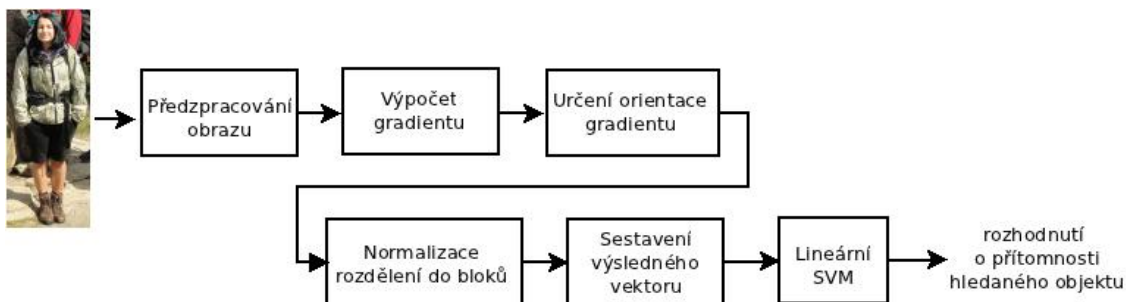 Předzpracování
obrazu
Výpočet
gradientu
Určení orientace
gradientu
Normalizace
rozdělení do bloků
Sestavení
výsledného
vektoru
Lineární
SVM
rozhodnutí
o přítomnosti
hledaného objektu